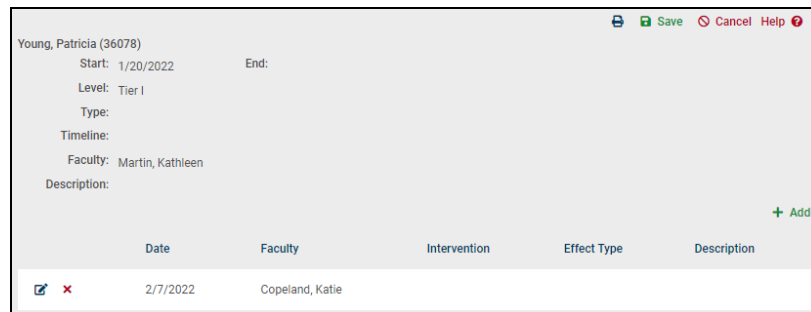 Save Cancel Help
Young, Patricia (36078)
Start: 1/20/2022 End:
Level: Tier I
Type:
Timeline:
Faculty: Martin, Kathleen
Description:
+ Add
Date Faculty Intervention Effect Type Description
2/7/2022 Copeland, Katie